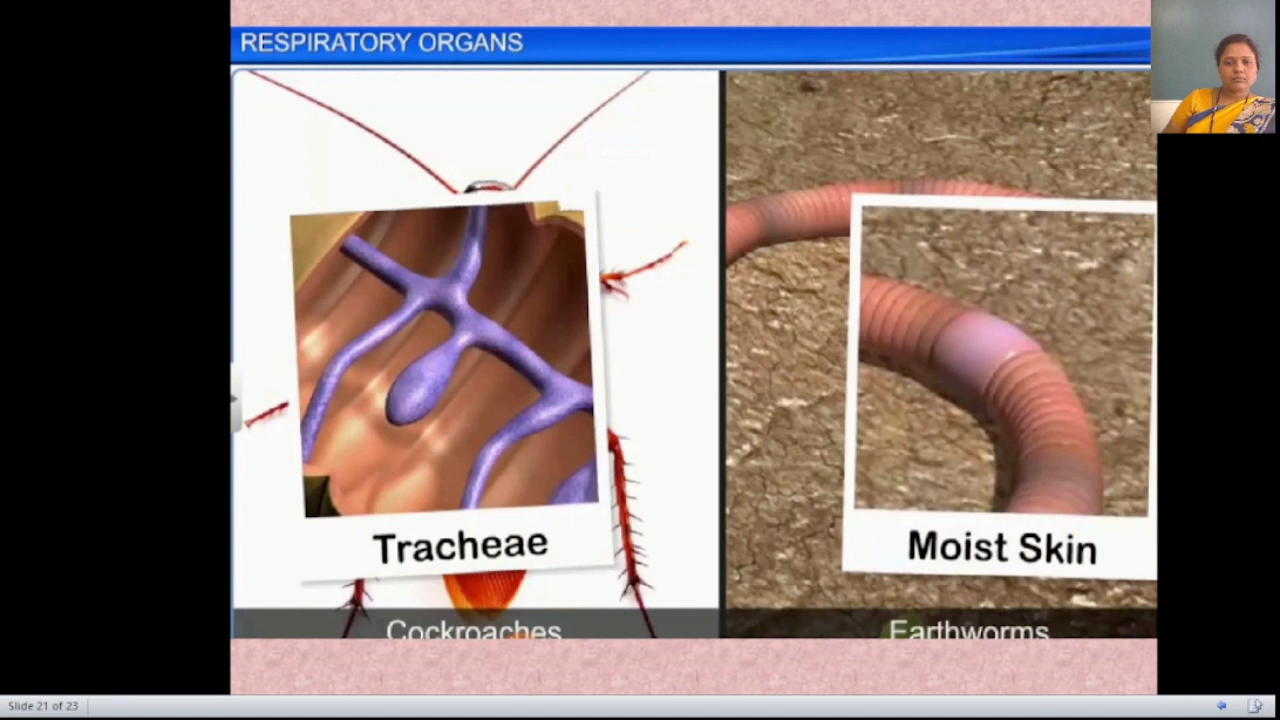 RESPIRATORY ORGANS
Tracheae
Moist Skin
Cockroaches
Earthworms
Slide 21 of 23